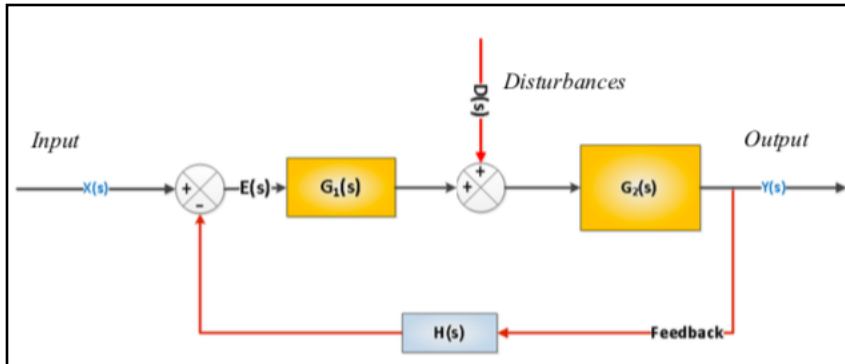 Disturbances
D(s)
Input
Output
X(s)
+
-
E(s)
G₁(s)
+
+
G₂(s)
Y(s)
H(s)
Feedback